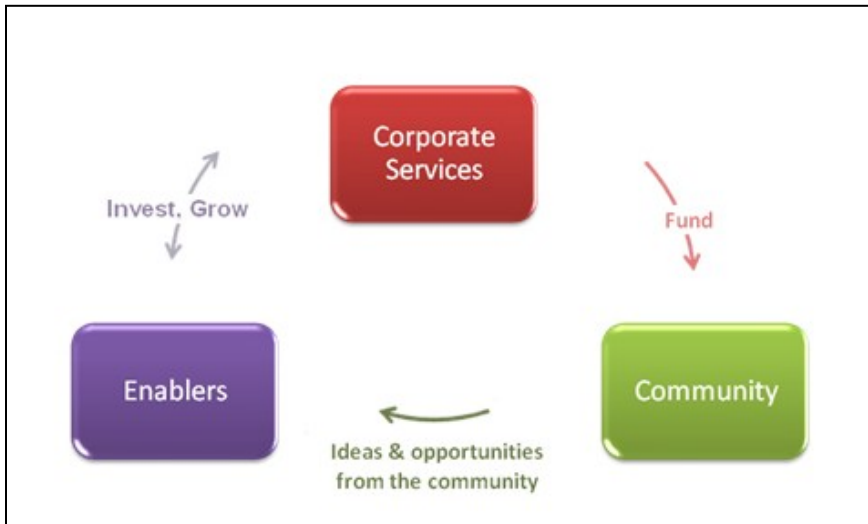 Corporate
Services
Invest, Grow
Fund
Enablers
Community
Ideas & opportunities
from the community